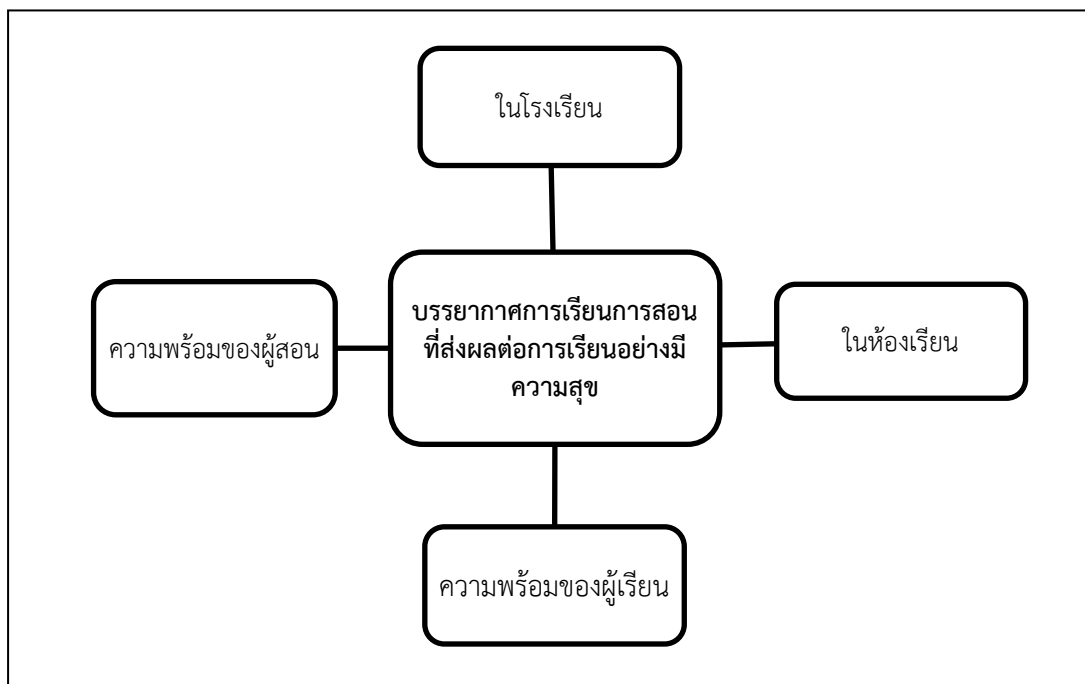 ในโรงเรียน
ความพร้อมของผู้สอน
บรรยากาศการเรียนการสอน
ที่ส่งผลต่อการเรียนอย่างมี
ความสุข
ในห้องเรียน
ความพร้อมของผู้เรียน